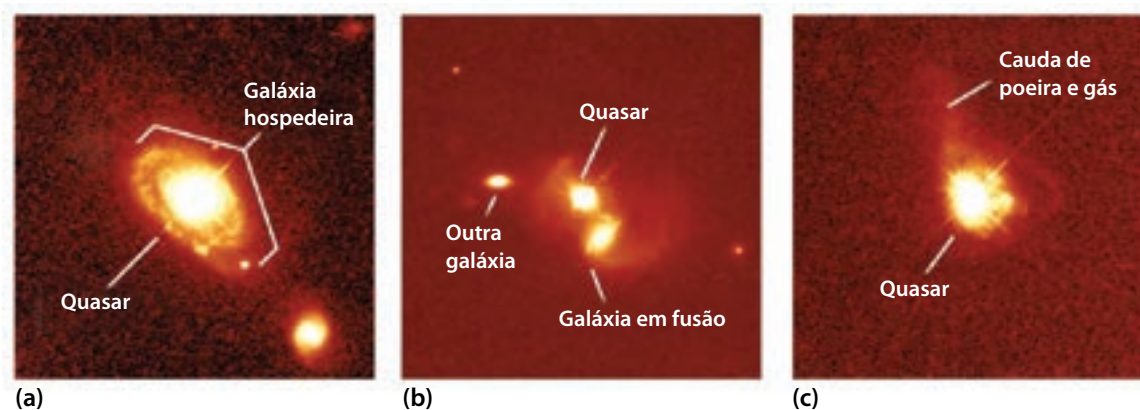 Galáxia
hospedeira
Quasar
(a)
Quasar
Outra
galáxia
Galáxia em fusão
(b)
Cauda de
poeira e gás
Quasar
(c)